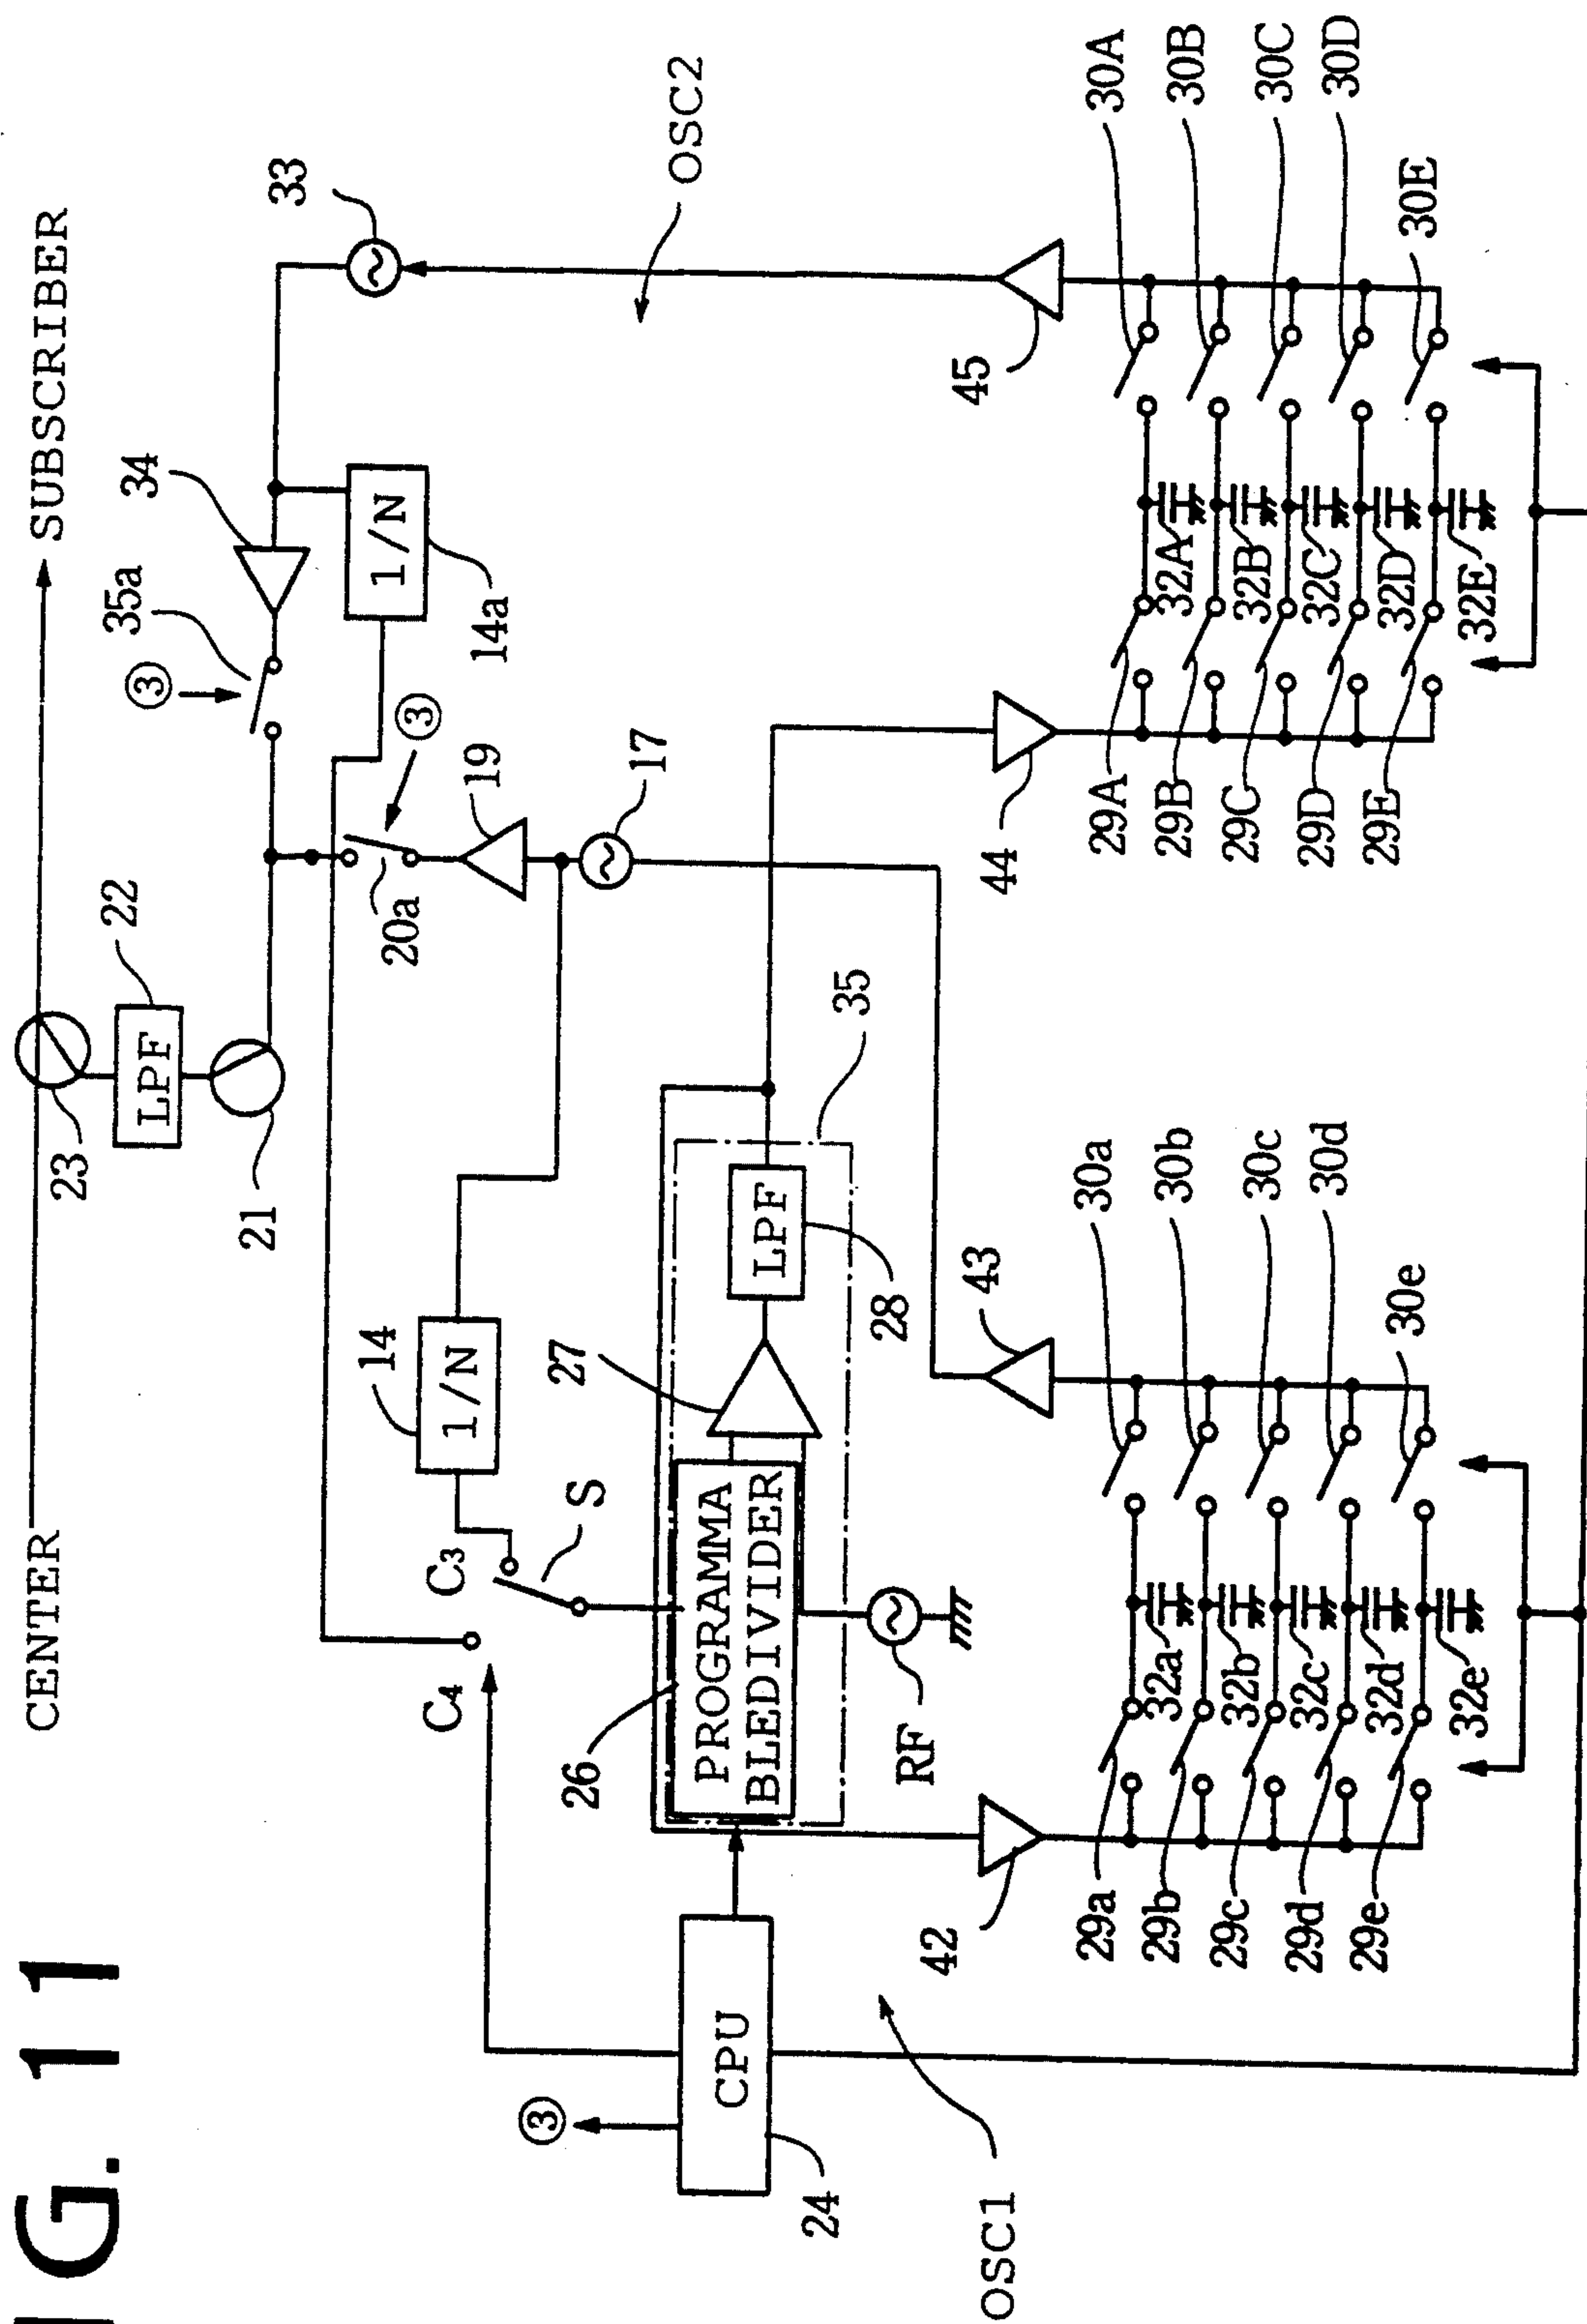 FIG. 11
CENTER
SUBSCRIBER
23
22
LPF
21
35a
34
33
③
③
20a
19
17
14a
1/N
OSC2
14
1/N
C4
C3
S
③
CPU
24
26
PROGRAMMA
BLEDIVIDER
27
LPF
28
35
RF
OSC1
42
43
44
45
29a
29b
29c
29d
29e
32a
32b
32c
32d
32e
30a
30b
30c
30d
30e
29A
29B
29C
29D
29E
32A
32B
32C
32D
32E
30A
30B
30C
30D
30E